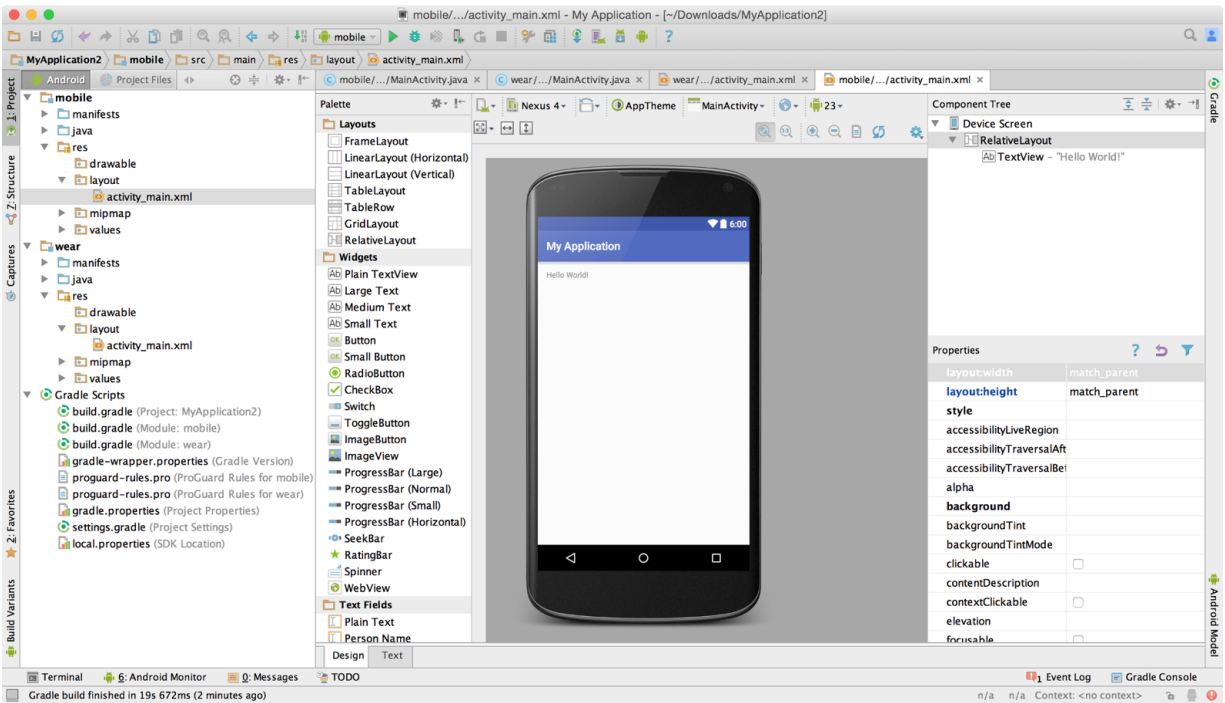 mobile/.../activity_main.xml - My Application - [~/Downloads/MyApplication2]
mobile
MyApplication2 mobile src main res layout activity_main.xml
1: Project
Z: Structure
Captures
2: Favorites
Build Variants
Android Project Files
mobile
manifests
java
res
drawable
layout
activity_main.xml
mipmap
values
wear
manifests
java
res
drawable
layout
activity_main.xml
mipmap
values
Gradle Scripts
build.gradle (Project: MyApplication2)
build.gradle (Module: mobile)
build.gradle (Module: wear)
gradle-wrapper.properties (Gradle Version)
proguard-rules.pro (ProGuard Rules for mobile)
proguard-rules.pro (ProGuard Rules for wear)
gradle.properties (Project Properties)
settings.gradle (Project Settings)
local.properties (SDK Location)
mobile/.../MainActivity.java wear/.../MainActivity.java wear/.../activity_main.xml mobile/.../activity_main.xml
Palette
Layouts
FrameLayout
LinearLayout (Horizontal)
LinearLayout (Vertical)
TableLayout
TableRow
GridLayout
RelativeLayout
Widgets
Ab Plain TextView
Ab Large Text
Ab Medium Text
Ab Small Text
OK Button
OK Small Button
RadioButton
CheckBox
Switch
ToggleButton
ImageButton
ImageView
ProgressBar (Large)
ProgressBar (Normal)
ProgressBar (Small)
ProgressBar (Horizontal)
SeekBar
RatingBar
Spinner
WebView
Text Fields
Plain Text
Person Name
Nexus 4 AppTheme MainActivity 23
6:00
My Application
Hello World!
Design Text
Component Tree
Device Screen
RelativeLayout
Ab TextView - "Hello World!"
Properties
layout:width match_parent
layout:height match_parent
style
accessibilityLiveRegion
accessibilityTraversalAft
accessibilityTraversalBef
alpha
background
backgroundTint
backgroundTintMode
clickable
contentDescription
contextClickable
elevation
focusable
Gradle
Android Model
Terminal 6: Android Monitor 0: Messages TODO 1 Event Log Gradle Console
Gradle build finished in 19s 672ms (2 minutes ago) n/a n/a Context: <no context>